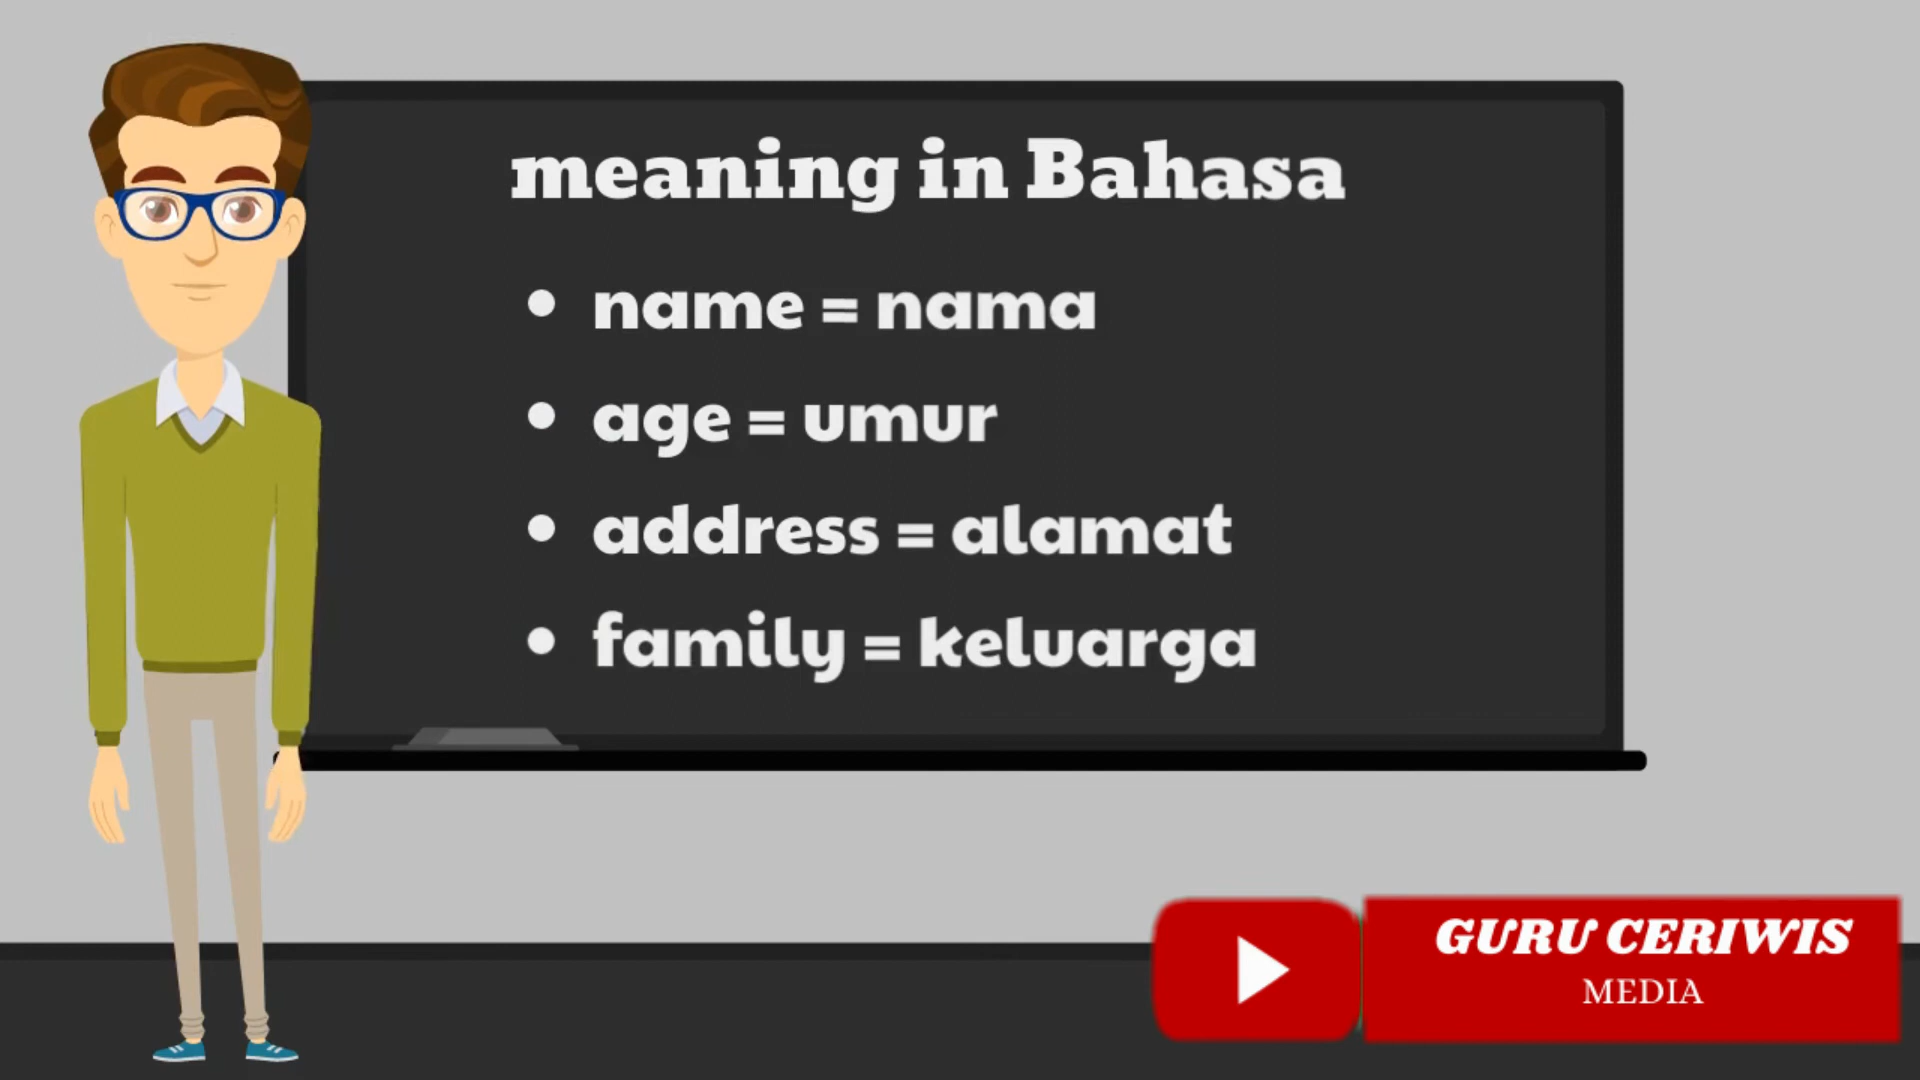 meaning in Bahasa
• name = nama
• age = umur
• address = alamat
• family = keluarga
GURU CERIWIS
MEDIA